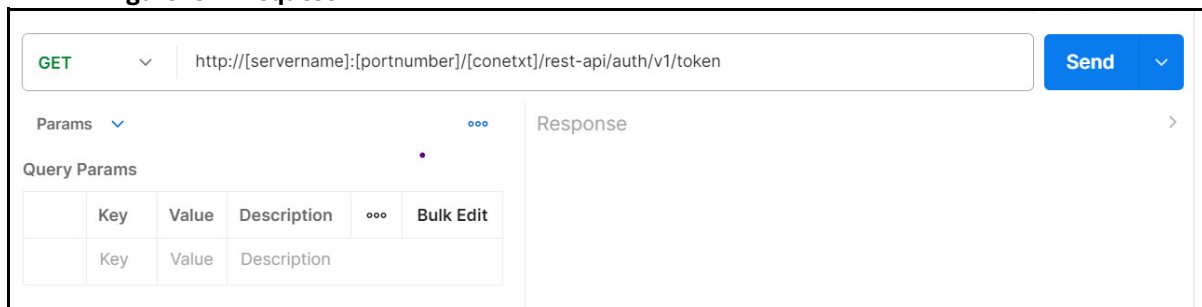 GET http://[servername]:[portnumber]/[conetxt]/rest-api/auth/v1/token Send
Params
Response
Query Params
Key Value Description Bulk Edit
Key Value Description